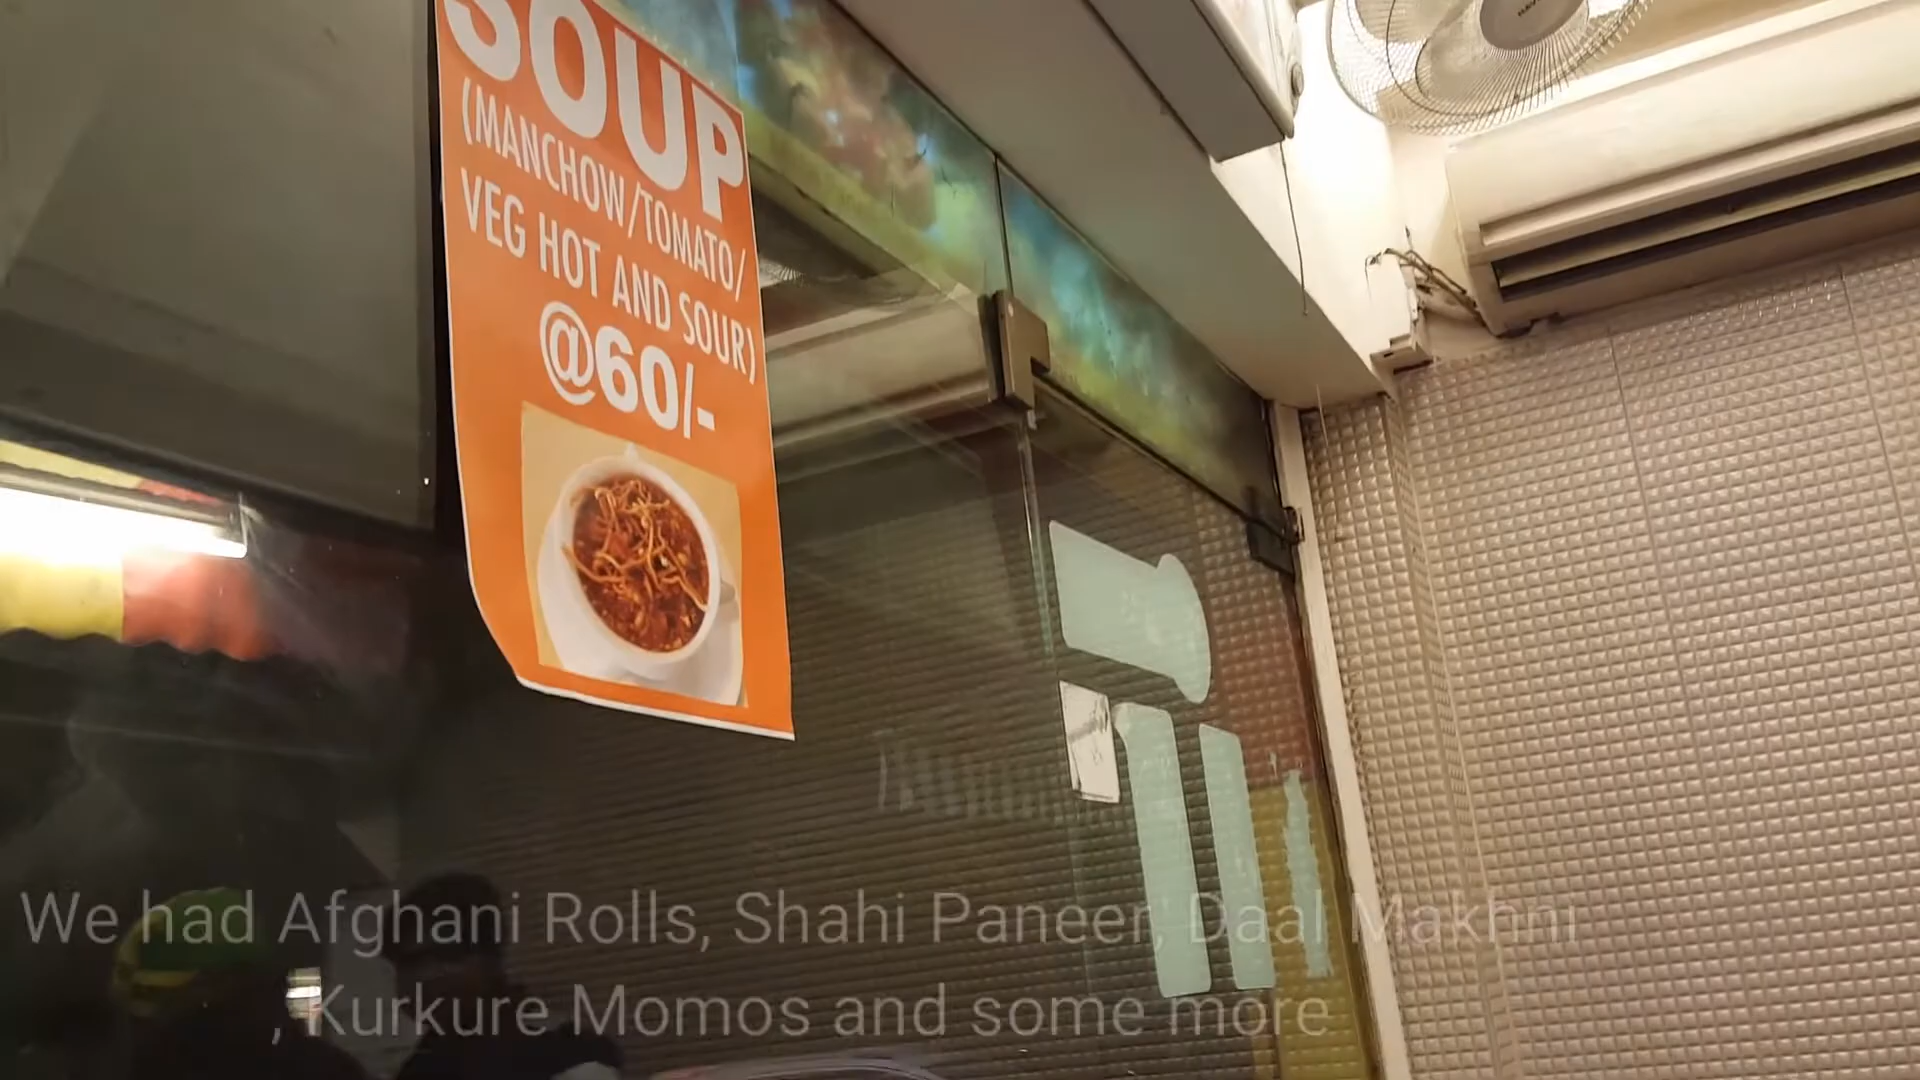 SOUP
(MANCHOW/TOMATO/
VEG HOT AND SOUR)
@60/-
We had Afghani Rolls, Shahi Paneer, Daal Makhni
, Kurkure Momos and some more